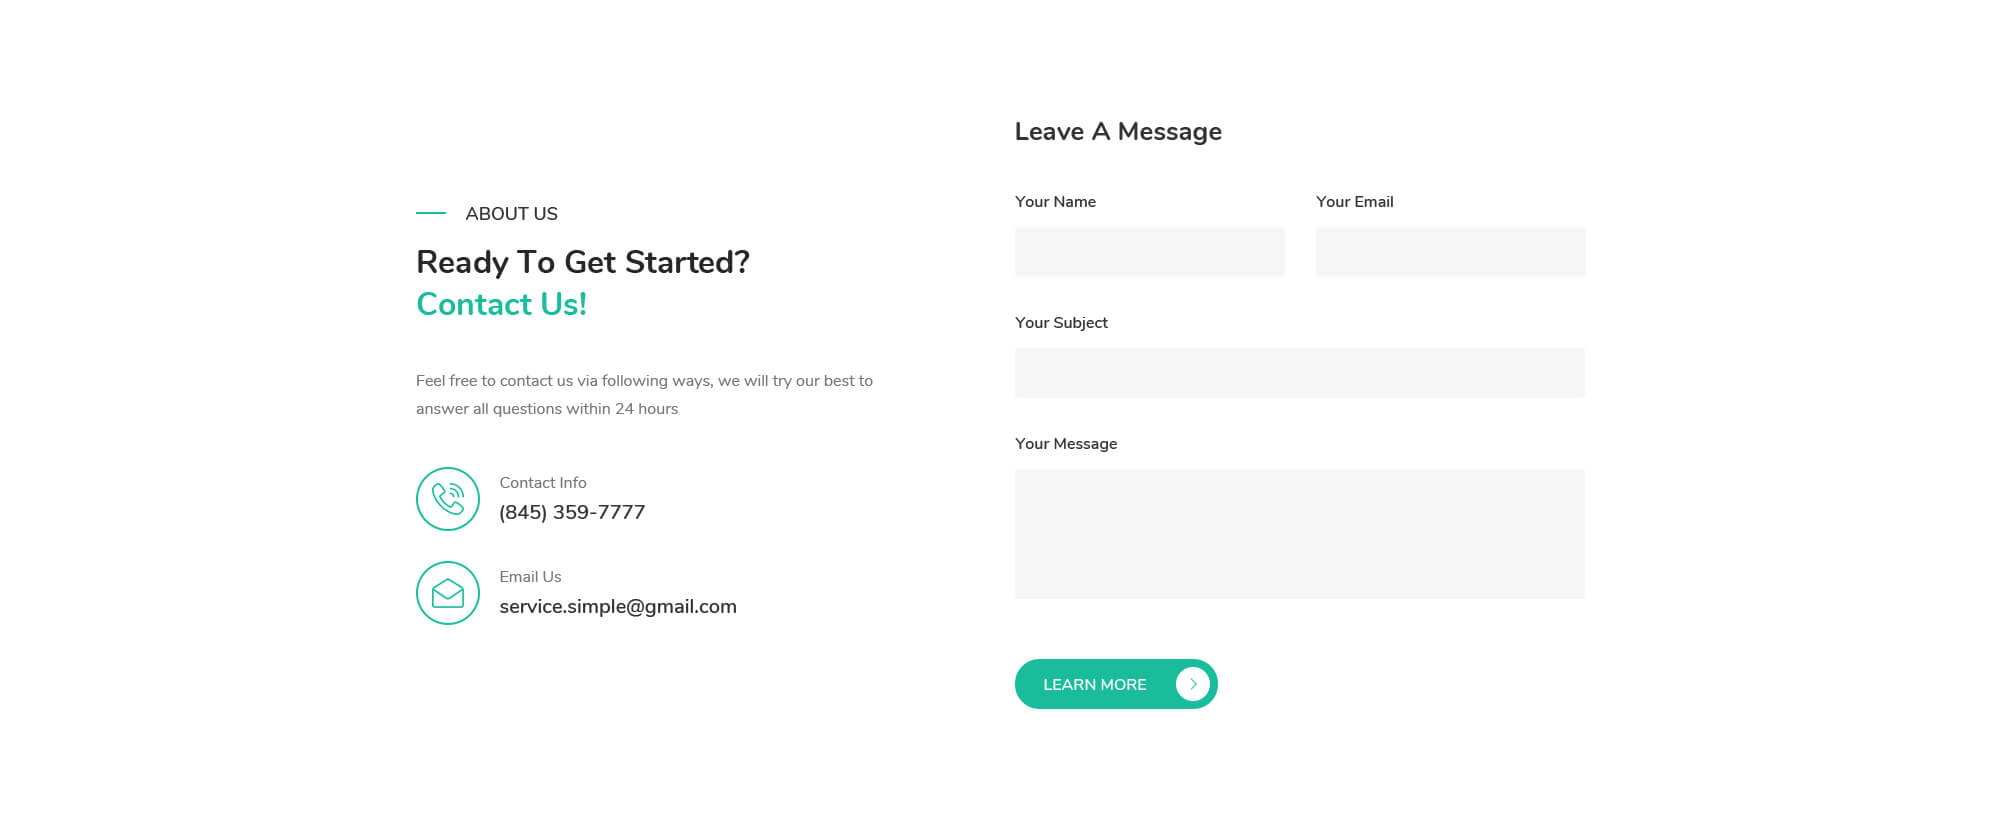 ABOUT US
Ready To Get Started?
Contact Us!
Feel free to contact us via following ways, we will try our best to
answer all questions within 24 hours
Contact Info
(845) 359-7777
Email Us
service.simple@gmail.com
Leave A Message
Your Name
Your Email
Your Subject
Your Message
LEARN MORE